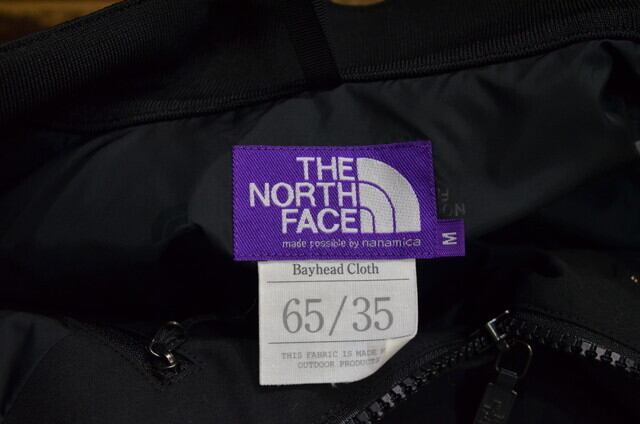 THE
NORTH
FACE
made possible by nanamica
M
Bayhead Cloth
65/35
THIS FABRIC IS MADE
OUTDOOR PRODUCTS